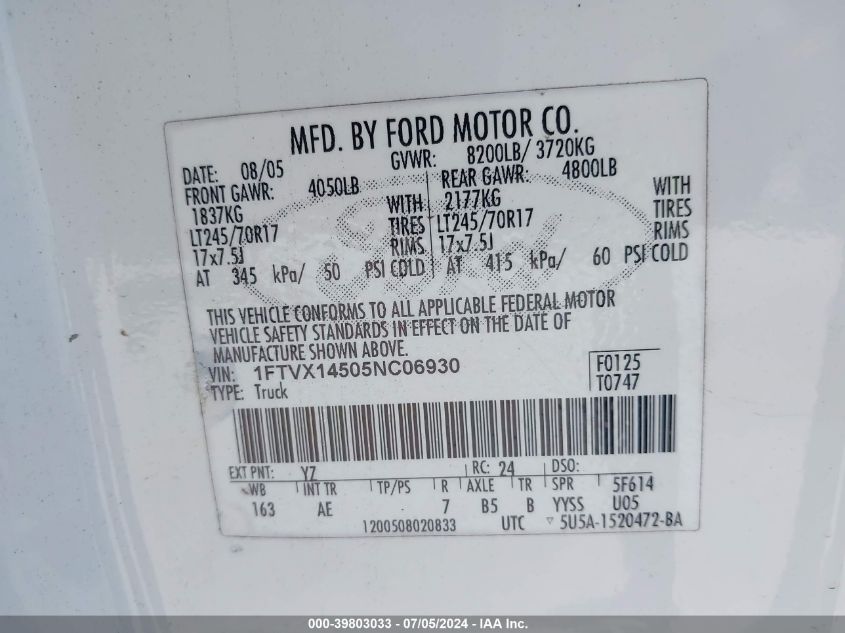 MFD. BY FORD MOTOR CO.
DATE: 08/05 GVWR: 8200LB/ 3720KG
FRONT GAWR: 4050LB REAR GAWR: 4800LB
1837KG WITH 2177KG WITH
LT245/70R17 TIRES LT245/70R17 TIRES
17x7.5J RIMS 17x7.5J RIMS
AT 345 kPa/ 50 PSI COLD AT 415 kPa/ 60 PSI COLD
THIS VEHICLE CONFORMS TO ALL APPLICABLE FEDERAL MOTOR
VEHICLE SAFETY STANDARDS IN EFFECT ON THE DATE OF
MANUFACTURE SHOWN ABOVE.
VIN: 1FTVX14505NC06930 F0125
TYPE: Truck T0747
EXT PNT: YZ RC: 24 DSO:
WB INT TR TP/PS R AXLE TR SPR 5F614
163 AE 7 B5 B YYSS U05
1200508020833 UTC 5U5A-1520472-BA
000-39803033 - 07/05/2024 - IAAI Inc.